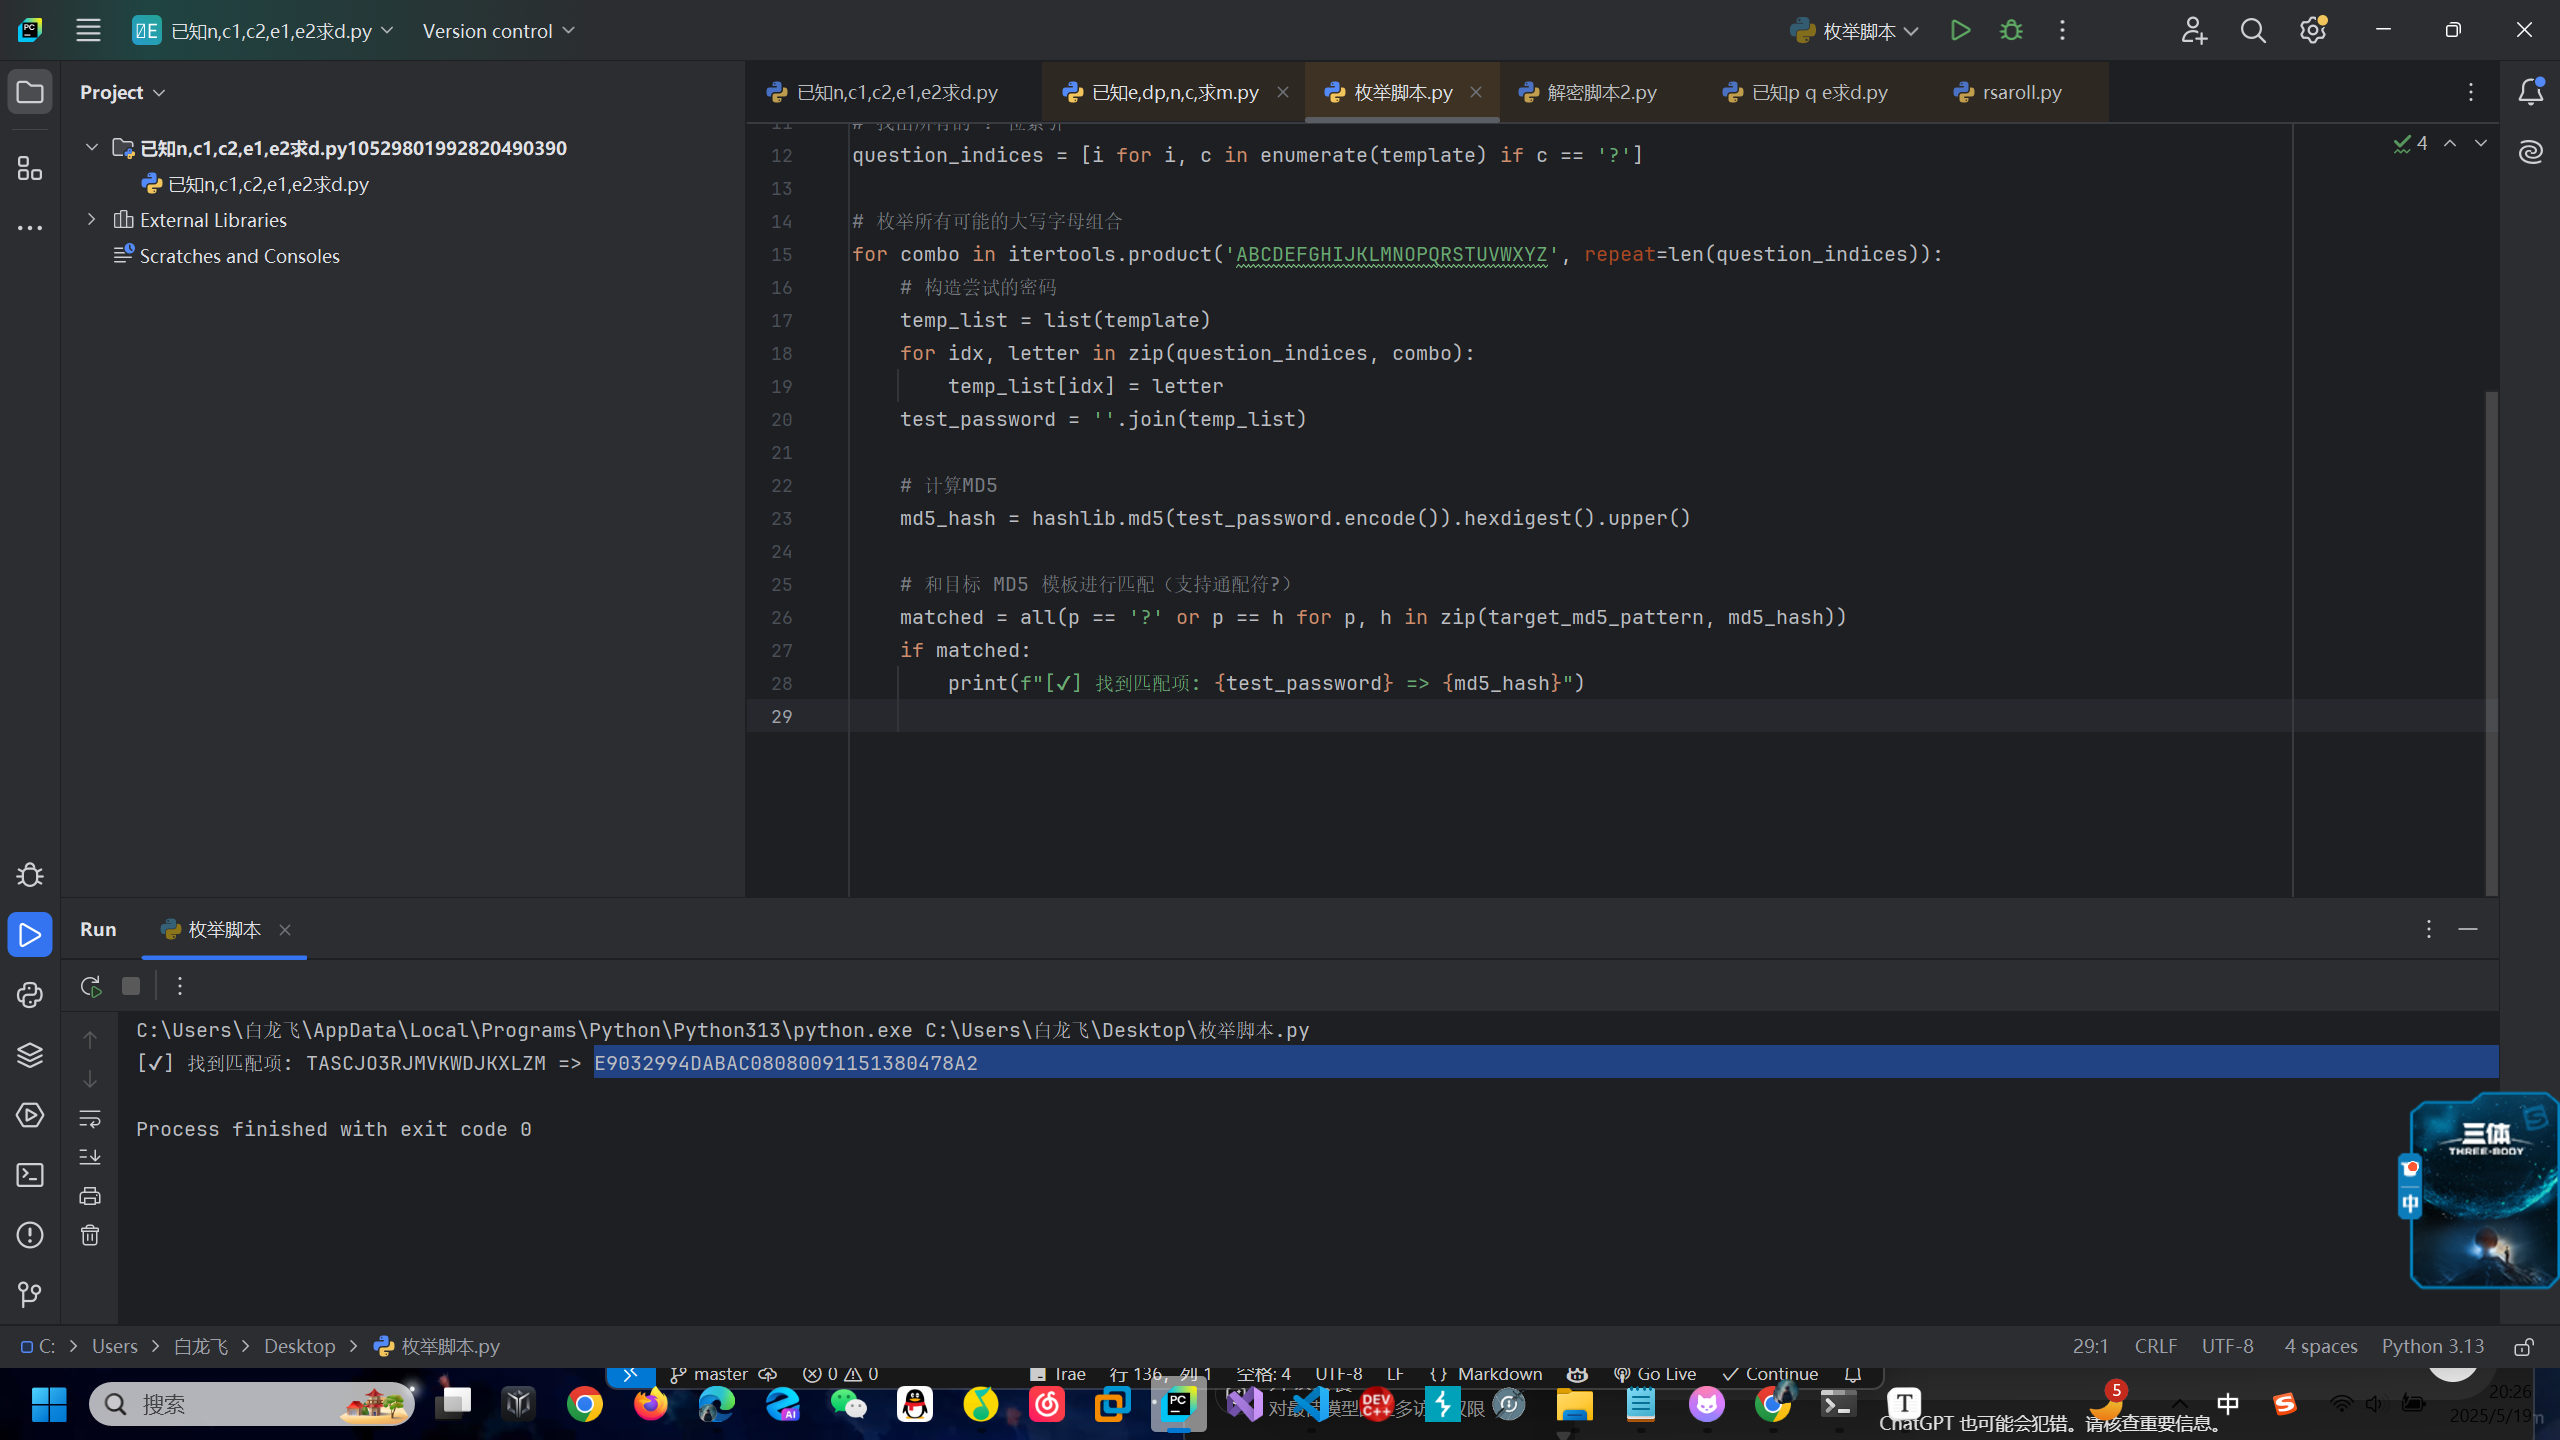 已知n,c1,c2,e1,e2求d.py
Version control
枚举脚本
Project
已知n,c1,c2,e1,e2求d.py10529801992820490390
已知n,c1,c2,e1,e2求d.py
External Libraries
Scratches and Consoles
已知n,c1,c2,e1,e2求d.py
已知e,dp,n,c,求m.py
枚举脚本.py
解密脚本2.py
已知p q e求d.py
rsaroll.py
4
12 question_indices = [i for i, c in enumerate(template) if c == '?']
13
14 # 枚举所有可能的大写字母组合
15 for combo in itertools.product('ABCDEFGHIJKLMNOPQRSTUVWXYZ', repeat=len(question_indices)):
16 # 构造尝试的密码
17 temp_list = list(template)
18 for idx, letter in zip(question_indices, combo):
19 temp_list[idx] = letter
20 test_password = ''.join(temp_list)
21
22 # 计算MD5
23 md5_hash = hashlib.md5(test_password.encode()).hexdigest().upper()
24
25 # 和目标 MD5 模板进行匹配（支持通配符?）
26 matched = all(p == '?' or p == h for p, h in zip(target_md5_pattern, md5_hash))
27 if matched:
28 print(f"[✓] 找到匹配项: {test_password} => {md5_hash}")
29
Run
枚举脚本
C:\Users\白龙飞\AppData\Local\Programs\Python\Python313\python.exe C:\Users\白龙飞\Desktop\枚举脚本.py
[✓] 找到匹配项: TASCJO3RJMVKWDJKXLZM => E9032994DABAC08080091151380478A2
Process finished with exit code 0
三体
THREE-BODY
中
C: > Users > 白龙飞 > Desktop > 枚举脚本.py
29:1 CRLF UTF-8 4 spaces Python 3.13
master 0 0 行 136，列 1 空格: 4 UTF-8 LF {} Markdown Go Live Continue
搜索
5
中
20:26
2025/5/19
ChatGPT 也可能会犯错。请核查重要信息。